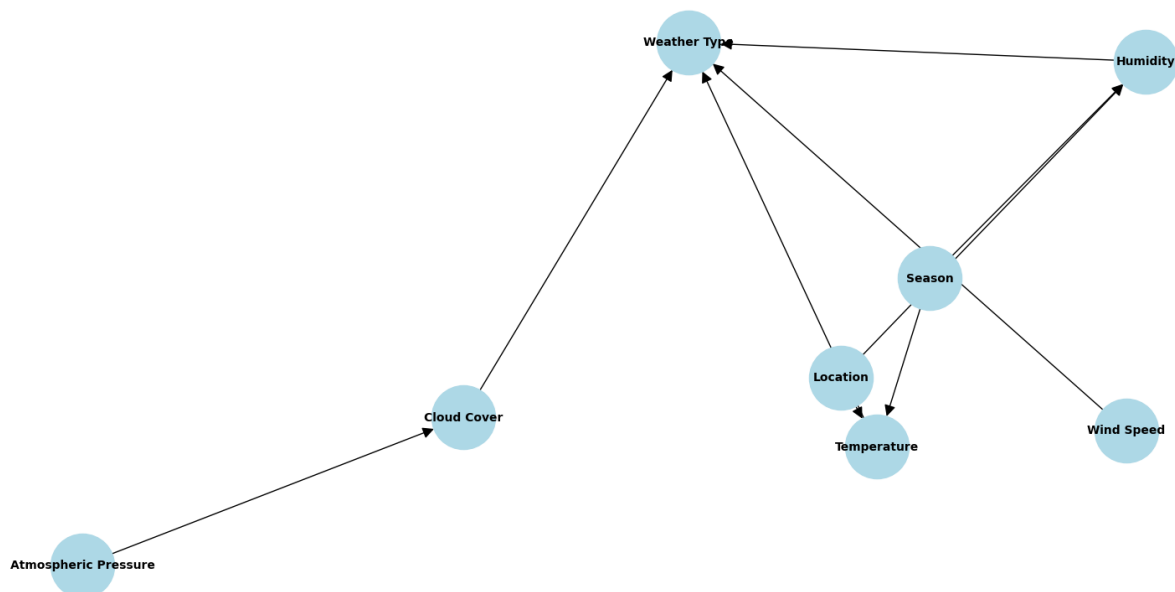 Weather Type
Humidity
Season
Location
Cloud Cover
Wind Speed
Temperature
Atmospheric Pressure